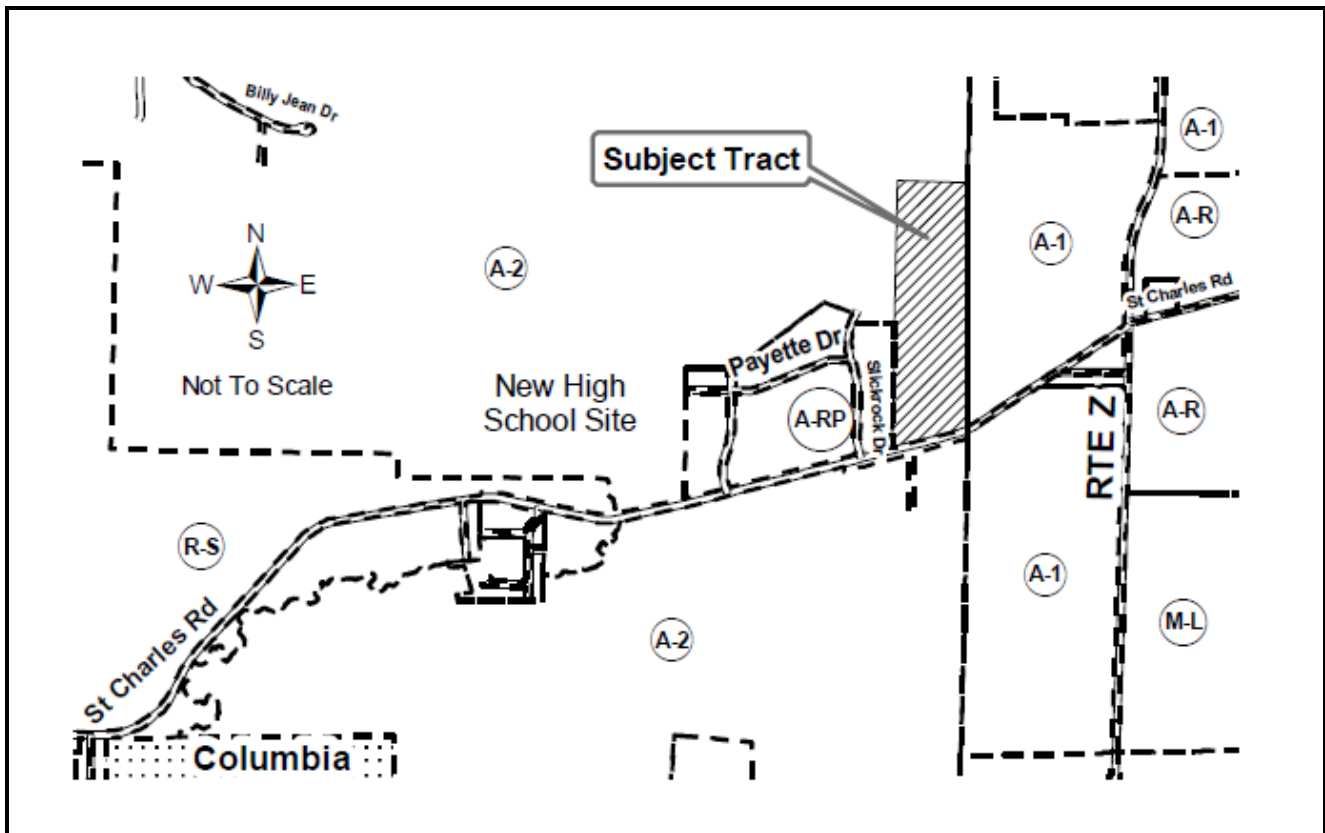 Billy Jean Dr
Subject Tract
A-1
A-R
A-2
A-1
N
W E
S
St Charles Rd
Not To Scale
New High
School Site
Payette Dr
Slickrock Dr
A-RP
A-R
RTE Z
R-S
A-1
M-L
A-2
St Charles Rd
Columbia